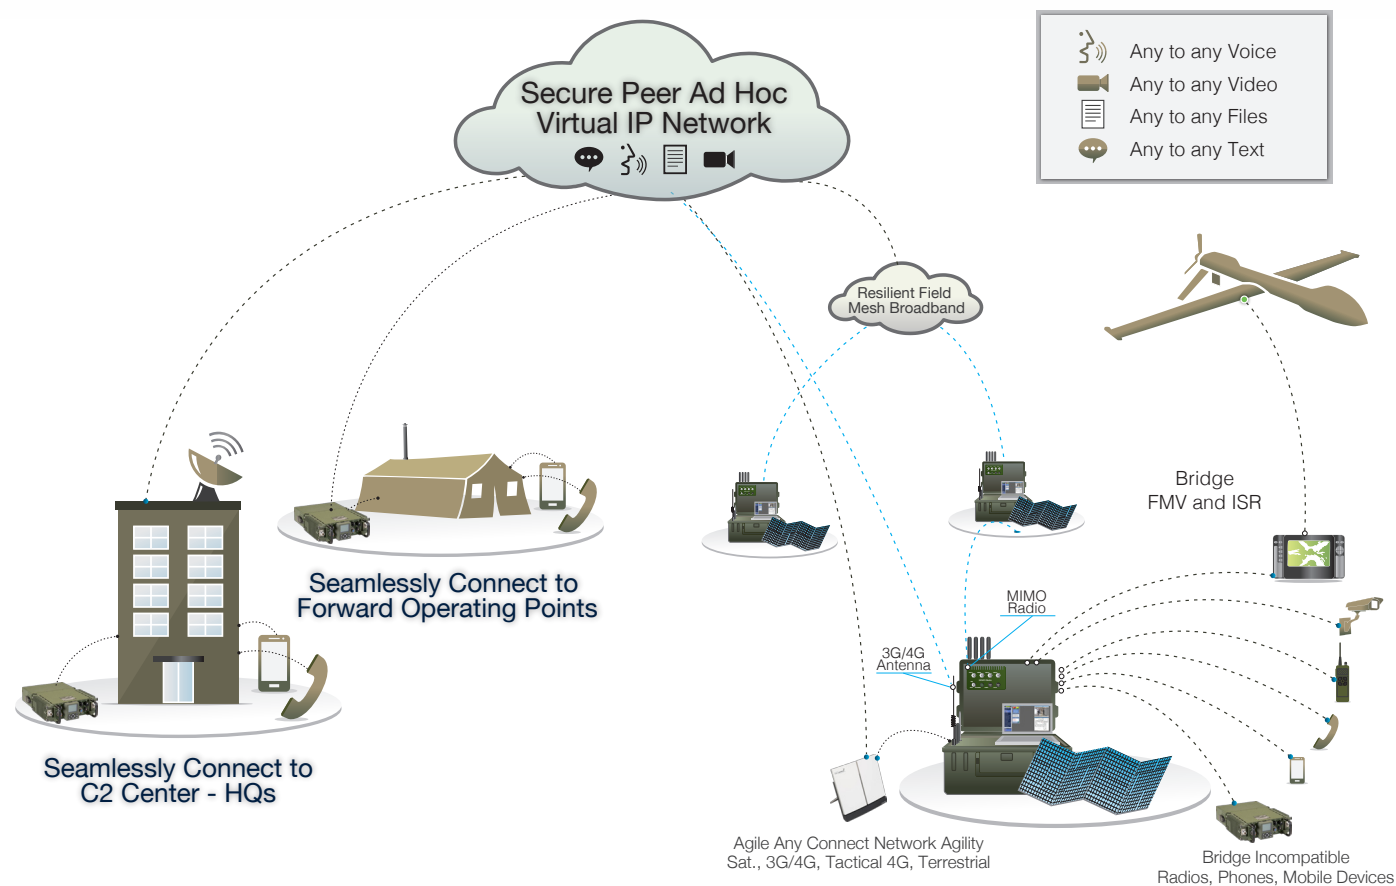 Secure Peer Ad Hoc
Virtual IP Network
Any to any Voice
Any to any Video
Any to any Files
Any to any Text
Resilient Field
Mesh Broadband
Bridge
FMV and ISR
Seamlessly Connect to
Forward Operating Points
MIMO
Radio
3G/4G
Antenna
Seamlessly Connect to
C2 Center - HQs
Agile Any Connect Network Agility
Sat., 3G/4G, Tactical 4G, Terrestrial
Bridge Incompatible
Radios, Phones, Mobile Devices